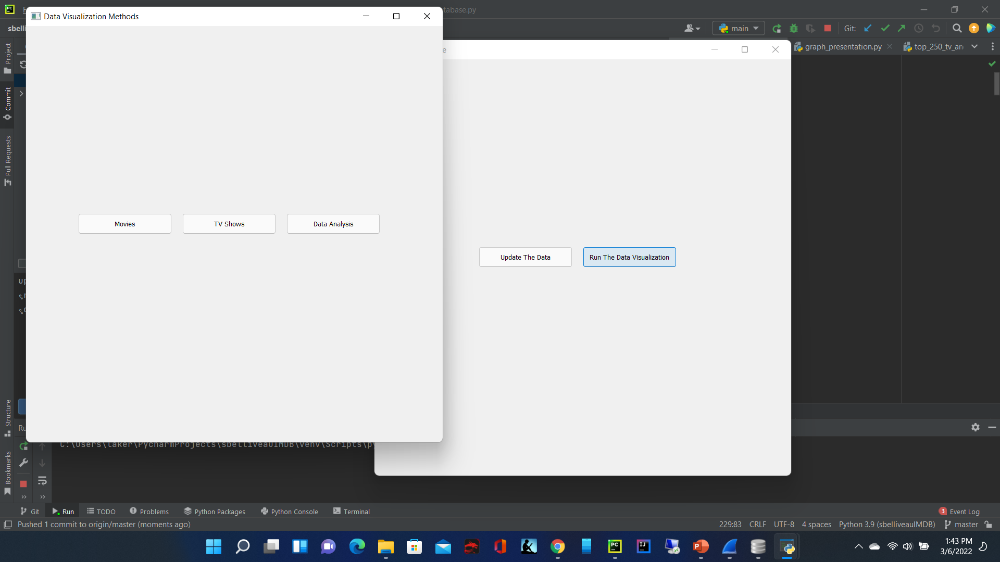 Data Visualization Methods
tabase.py
main
Git:
graph_presentation.py
top_250_tv_an
Project
Commit
Pull Requests
Structure
Bookmarks
Movies
TV Shows
Data Analysis
Update The Data
Run The Data Visualization
C:\Users\taker\PycharmProjects\sbelliveauIMDB\venv\Scripts\p
Git
Run
TODO
Problems
Python Packages
Python Console
Terminal
3
Event Log
Pushed 1 commit to origin/master (moments ago)
229:83
CRLF
UTF-8
4 spaces
Python 3.9 (sbelliveauIMDB)
master
1:43 PM
3/6/2022